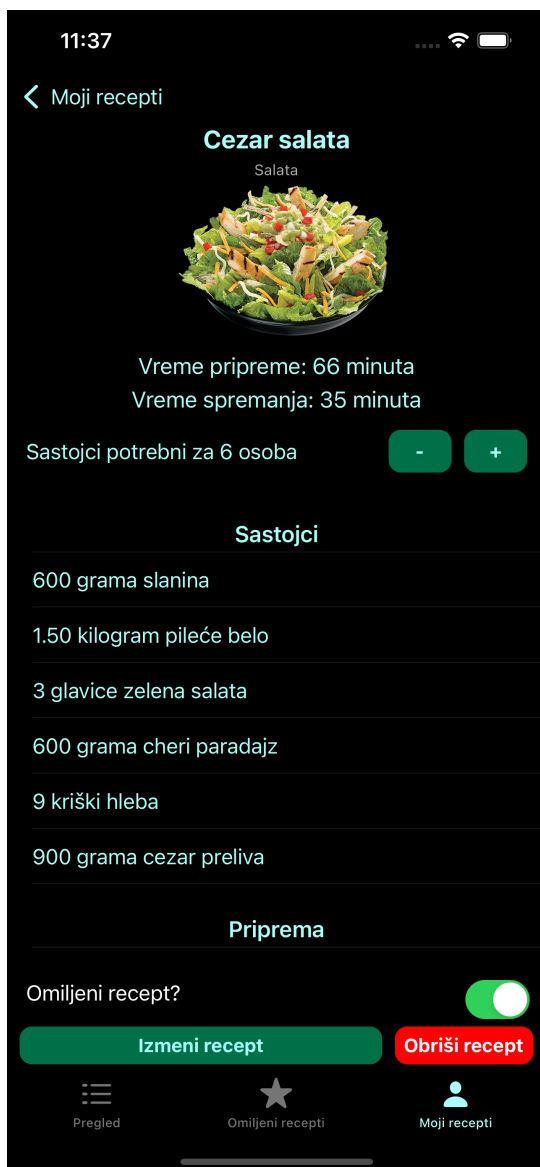 11:37
Moji recepti
Cezar salata
Salata
Vreme pripreme: 66 minuta
Vreme spremanja: 35 minuta
Sastojci potrebni za 6 osoba
-
+
Sastojci
600 grama slanina
1.50 kilogram pileće belo
3 glavice zelena salata
600 grama cheri paradajz
9 kriški hleba
900 grama cezar preliva
Priprema
Omiljeni recept?
Izmeni recept
Obriši recept
Pregled
Omiljeni recepti
Moji recepti